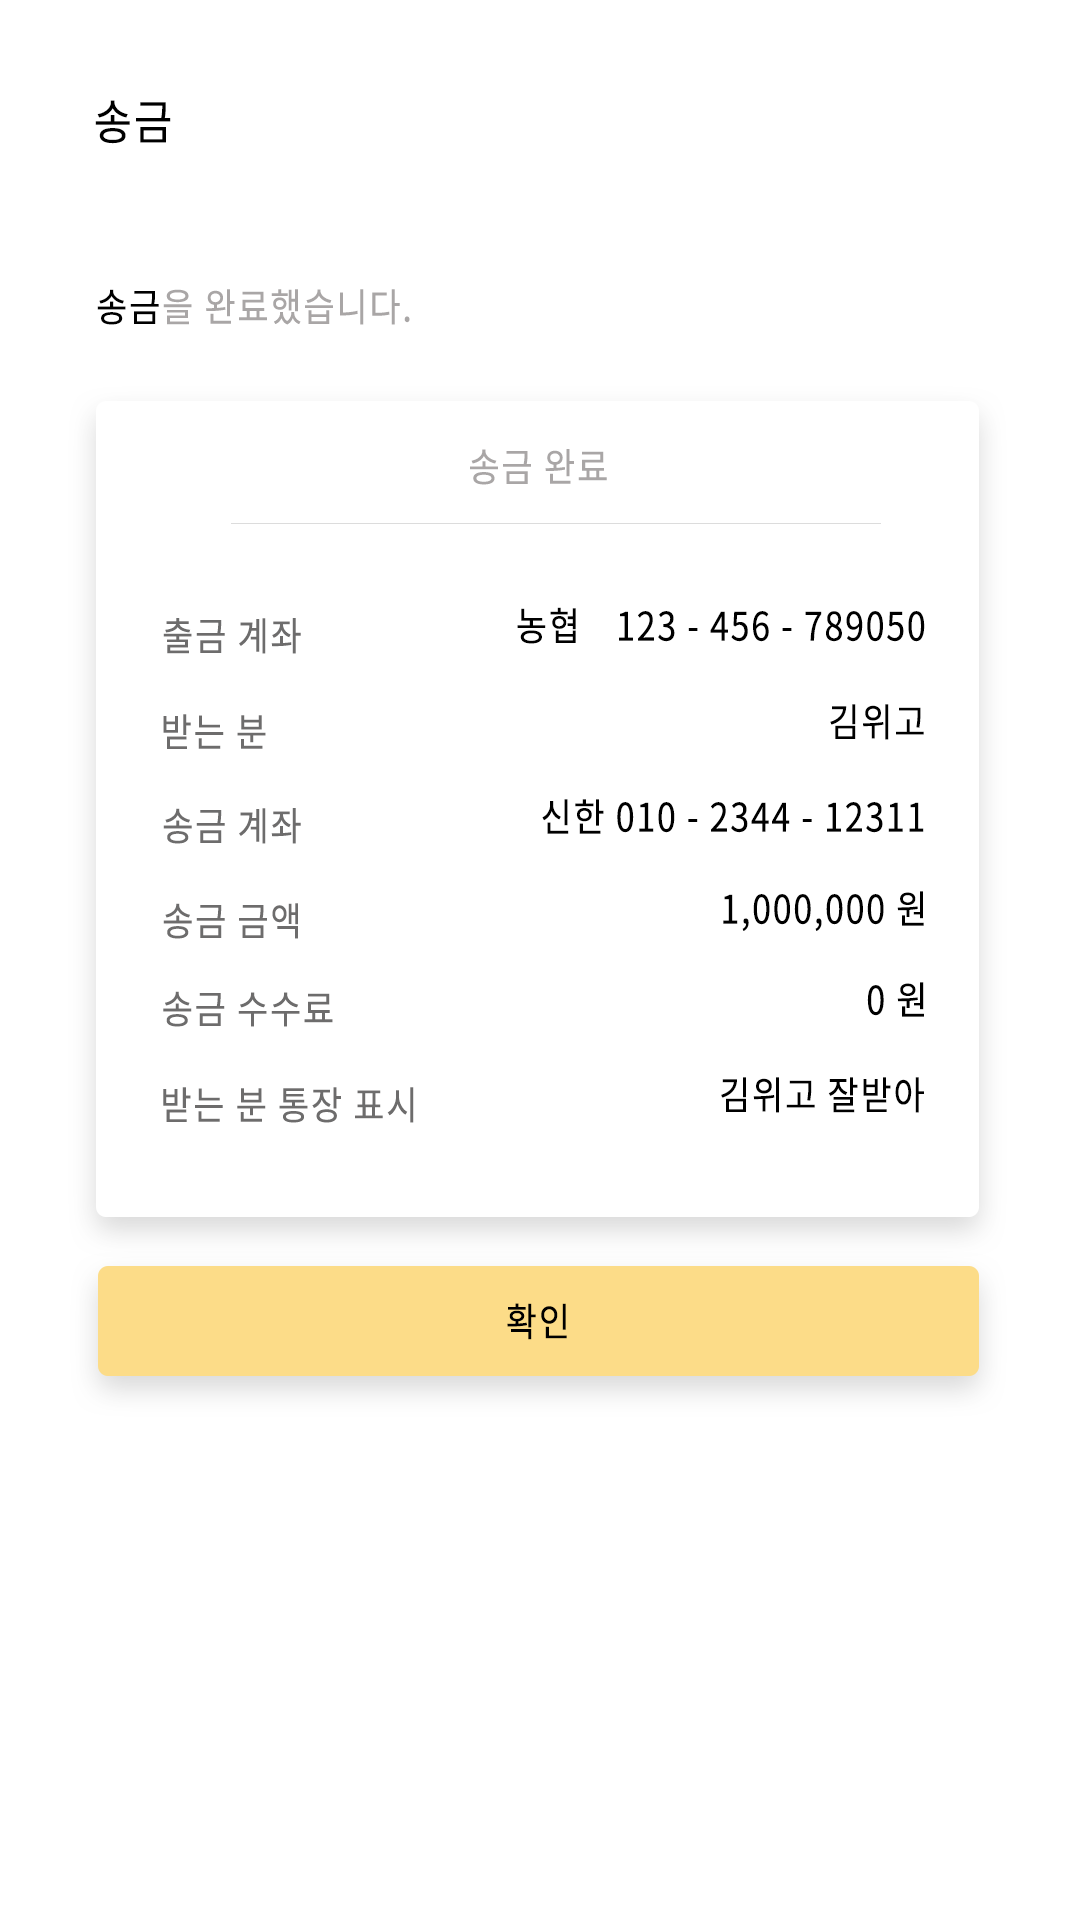 송금
송금을 완료했습니다.
송금 완료
출금 계좌 농협 123 - 456 - 789050
받는 분 김위고
송금 계좌 신한 010 - 2344 - 12311
송금 금액 1,000,000 원
송금 수수료 0 원
받는 분 통장 표시 김위고 잘받아
확인